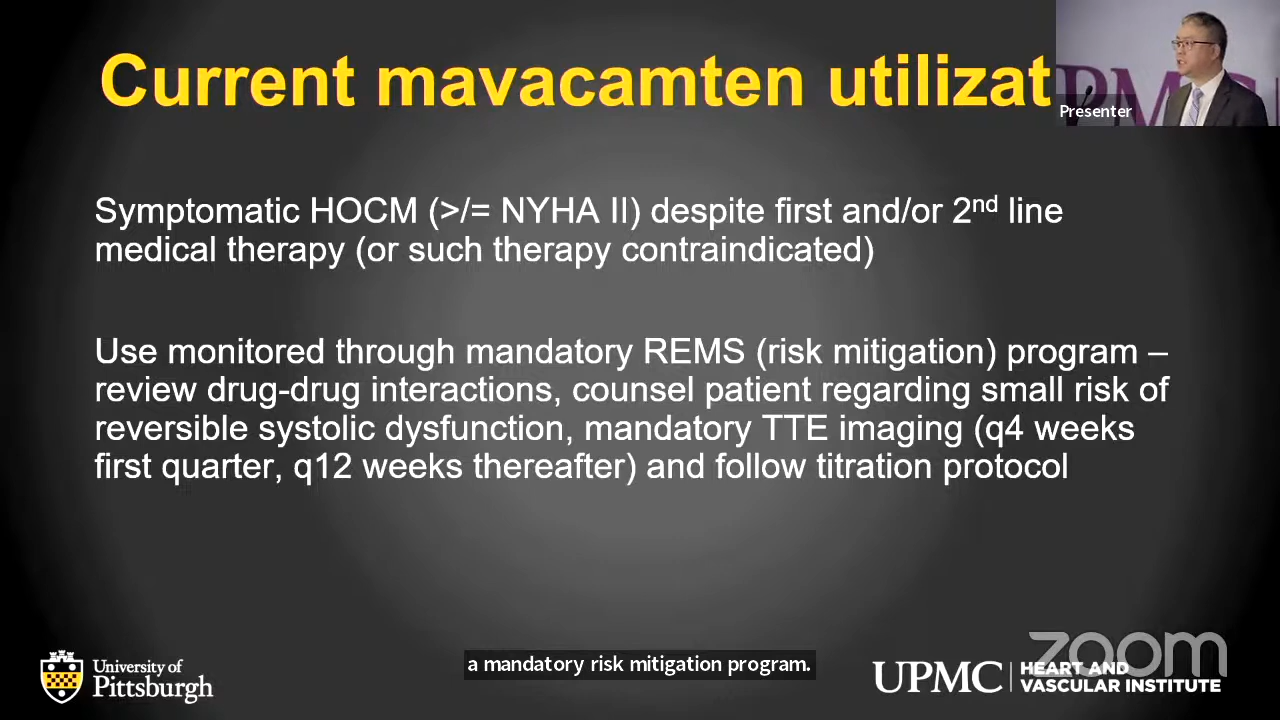 Current mavacamten utilizat
Presenter
Symptomatic HOCM (>/= NYHA II) despite first and/or 2nd line
medical therapy (or such therapy contraindicated)
Use monitored through mandatory REMS (risk mitigation) program –
review drug-drug interactions, counsel patient regarding small risk of
reversible systolic dysfunction, mandatory TTE imaging (q4 weeks
first quarter, q12 weeks thereafter) and follow titration protocol
a mandatory risk mitigation program.
University of
Pittsburgh
UPMC
HEART AND
VASCULAR INSTITUTE
zoom